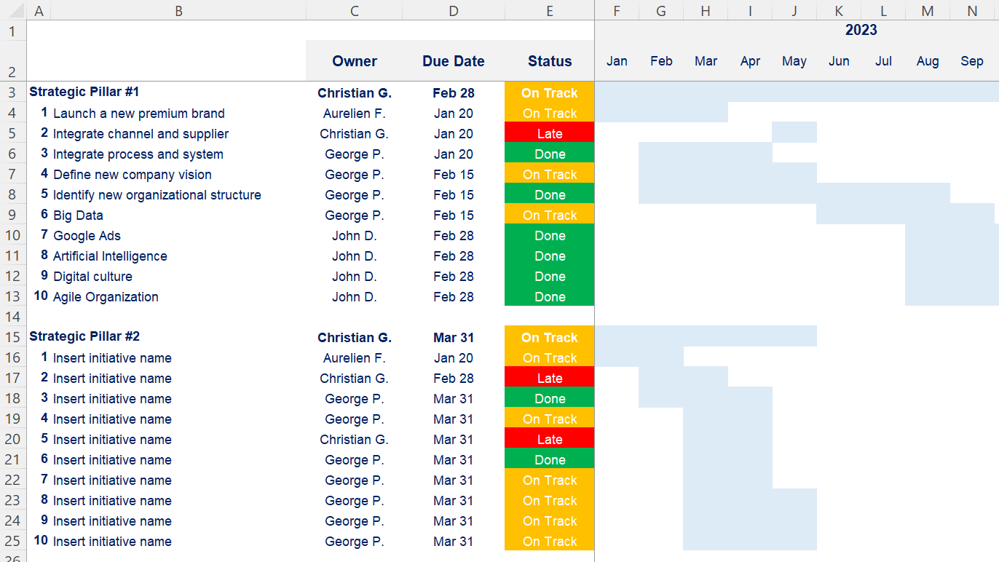 A B C D E F G H I J K L M N
1 2023
2 Owner Due Date Status Jan Feb Mar Apr May Jun Jul Aug Sep
3 Strategic Pillar #1 Christian G. Feb 28 On Track
4 1 Launch a new premium brand Aurelien F. Jan 20 On Track
5 2 Integrate channel and supplier Christian G. Jan 20 Late
6 3 Integrate process and system George P. Jan 20 Done
7 4 Define new company vision George P. Feb 15 On Track
8 5 Identify new organizational structure George P. Feb 15 Done
9 6 Big Data George P. Feb 15 On Track
10 7 Google Ads John D. Feb 28 Done
11 8 Artificial Intelligence John D. Feb 28 Done
12 9 Digital culture John D. Feb 28 Done
13 10 Agile Organization John D. Feb 28 Done
14
15 Strategic Pillar #2 Christian G. Mar 31 On Track
16 1 Insert initiative name Aurelien F. Jan 20 On Track
17 2 Insert initiative name Christian G. Feb 28 Late
18 3 Insert initiative name George P. Mar 31 Done
19 4 Insert initiative name George P. Mar 31 On Track
20 5 Insert initiative name Christian G. Mar 31 Late
21 6 Insert initiative name George P. Mar 31 Done
22 7 Insert initiative name George P. Mar 31 On Track
23 8 Insert initiative name George P. Mar 31 On Track
24 9 Insert initiative name George P. Mar 31 On Track
25 10 Insert initiative name George P. Mar 31 On Track
26